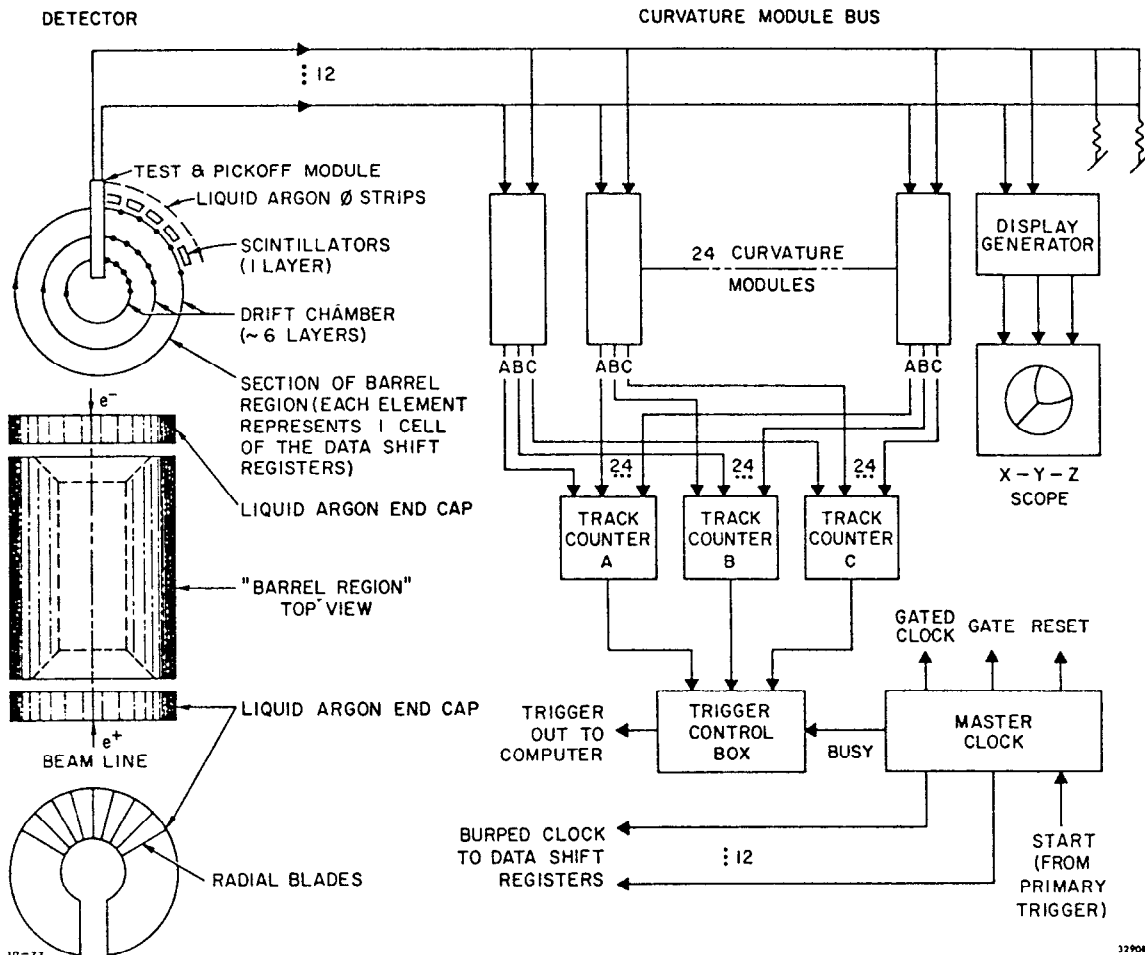 DETECTOR
CURVATURE MODULE BUS
12
TEST & PICKOFF MODULE
LIQUID ARGON Ø STRIPS
SCINTILLATORS
(1 LAYER)
DRIFT CHAMBER
(~ 6 LAYERS)
SECTION OF BARREL
REGION (EACH ELEMENT
REPRESENTS 1 CELL
OF THE DATA SHIFT
REGISTERS)
LIQUID ARGON END CAP
e⁻
"BARREL REGION"
TOP VIEW
LIQUID ARGON END CAP
e⁺
BEAM LINE
RADIAL BLADES
24 CURVATURE
MODULES
DISPLAY
GENERATOR
ABC
ABC
ABC
X-Y-Z
SCOPE
24
24
24
TRACK
COUNTER
A
TRACK
COUNTER
B
TRACK
COUNTER
C
GATED
CLOCK
GATE
RESET
TRIGGER
OUT TO
COMPUTER
TRIGGER
CONTROL
BOX
BUSY
MASTER
CLOCK
BURPED CLOCK
TO DATA SHIFT
REGISTERS
12
START
(FROM
PRIMARY
TRIGGER)